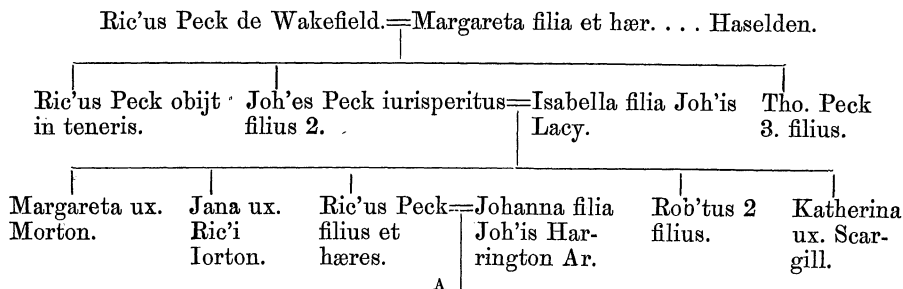 Ric'us Peck de Wakefield.=Margareta filia et hær. . . . Haselden.
Ric'us Peck obijt
in teneris.
Joh'es Peck iurisperitus=Isabella filia Joh'is
filius 2.
Lacy.
Tho. Peck
3. filius.
Margareta ux.
Morton.
Jana ux.
Ric'i
Iorton.
Ric'us Peck=Johanna filia
filius et
hæres.
Joh'is Har-
rington Ar.
Rob'tus 2
filius.
Katherina
ux. Scar-
gill.
A